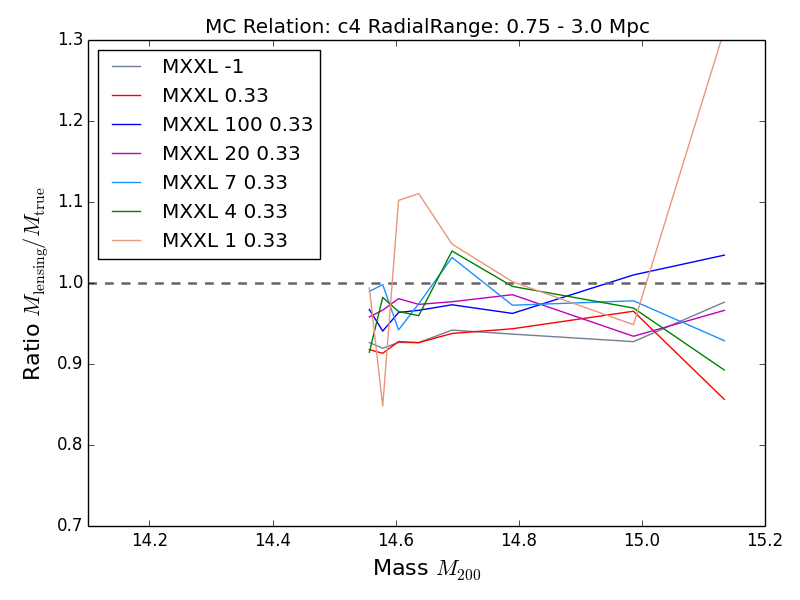 MC Relation: c4 RadialRange: 0.75 - 3.0 Mpc
1.3
1.2
1.1
1.0
0.9
0.8
0.7
Ratio M_lensing/M_true
MXXL -1
MXXL 0.33
MXXL 100 0.33
MXXL 20 0.33
MXXL 7 0.33
MXXL 4 0.33
MXXL 1 0.33
14.2 14.4 14.6 14.8 15.0 15.2
Mass M_200